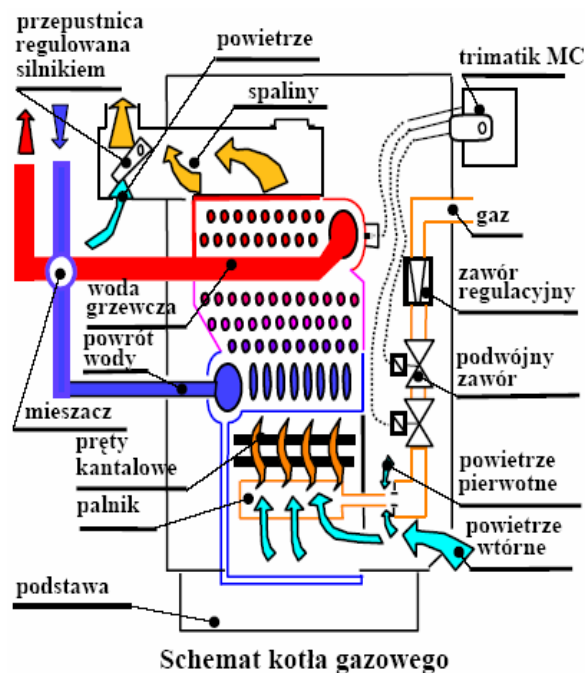 przepustnica
regulowana
silnikiem
powietrze
spaliny
trimatik MC
gaz
zawór
regulacyjny
woda
grzewcza
powrót
wody
podwójny
zawór
mieszacz
pręty
kantalowe
palnik
powietrze
pierwotne
powietrze
wtórne
podstawa
Schemat kotła gazowego